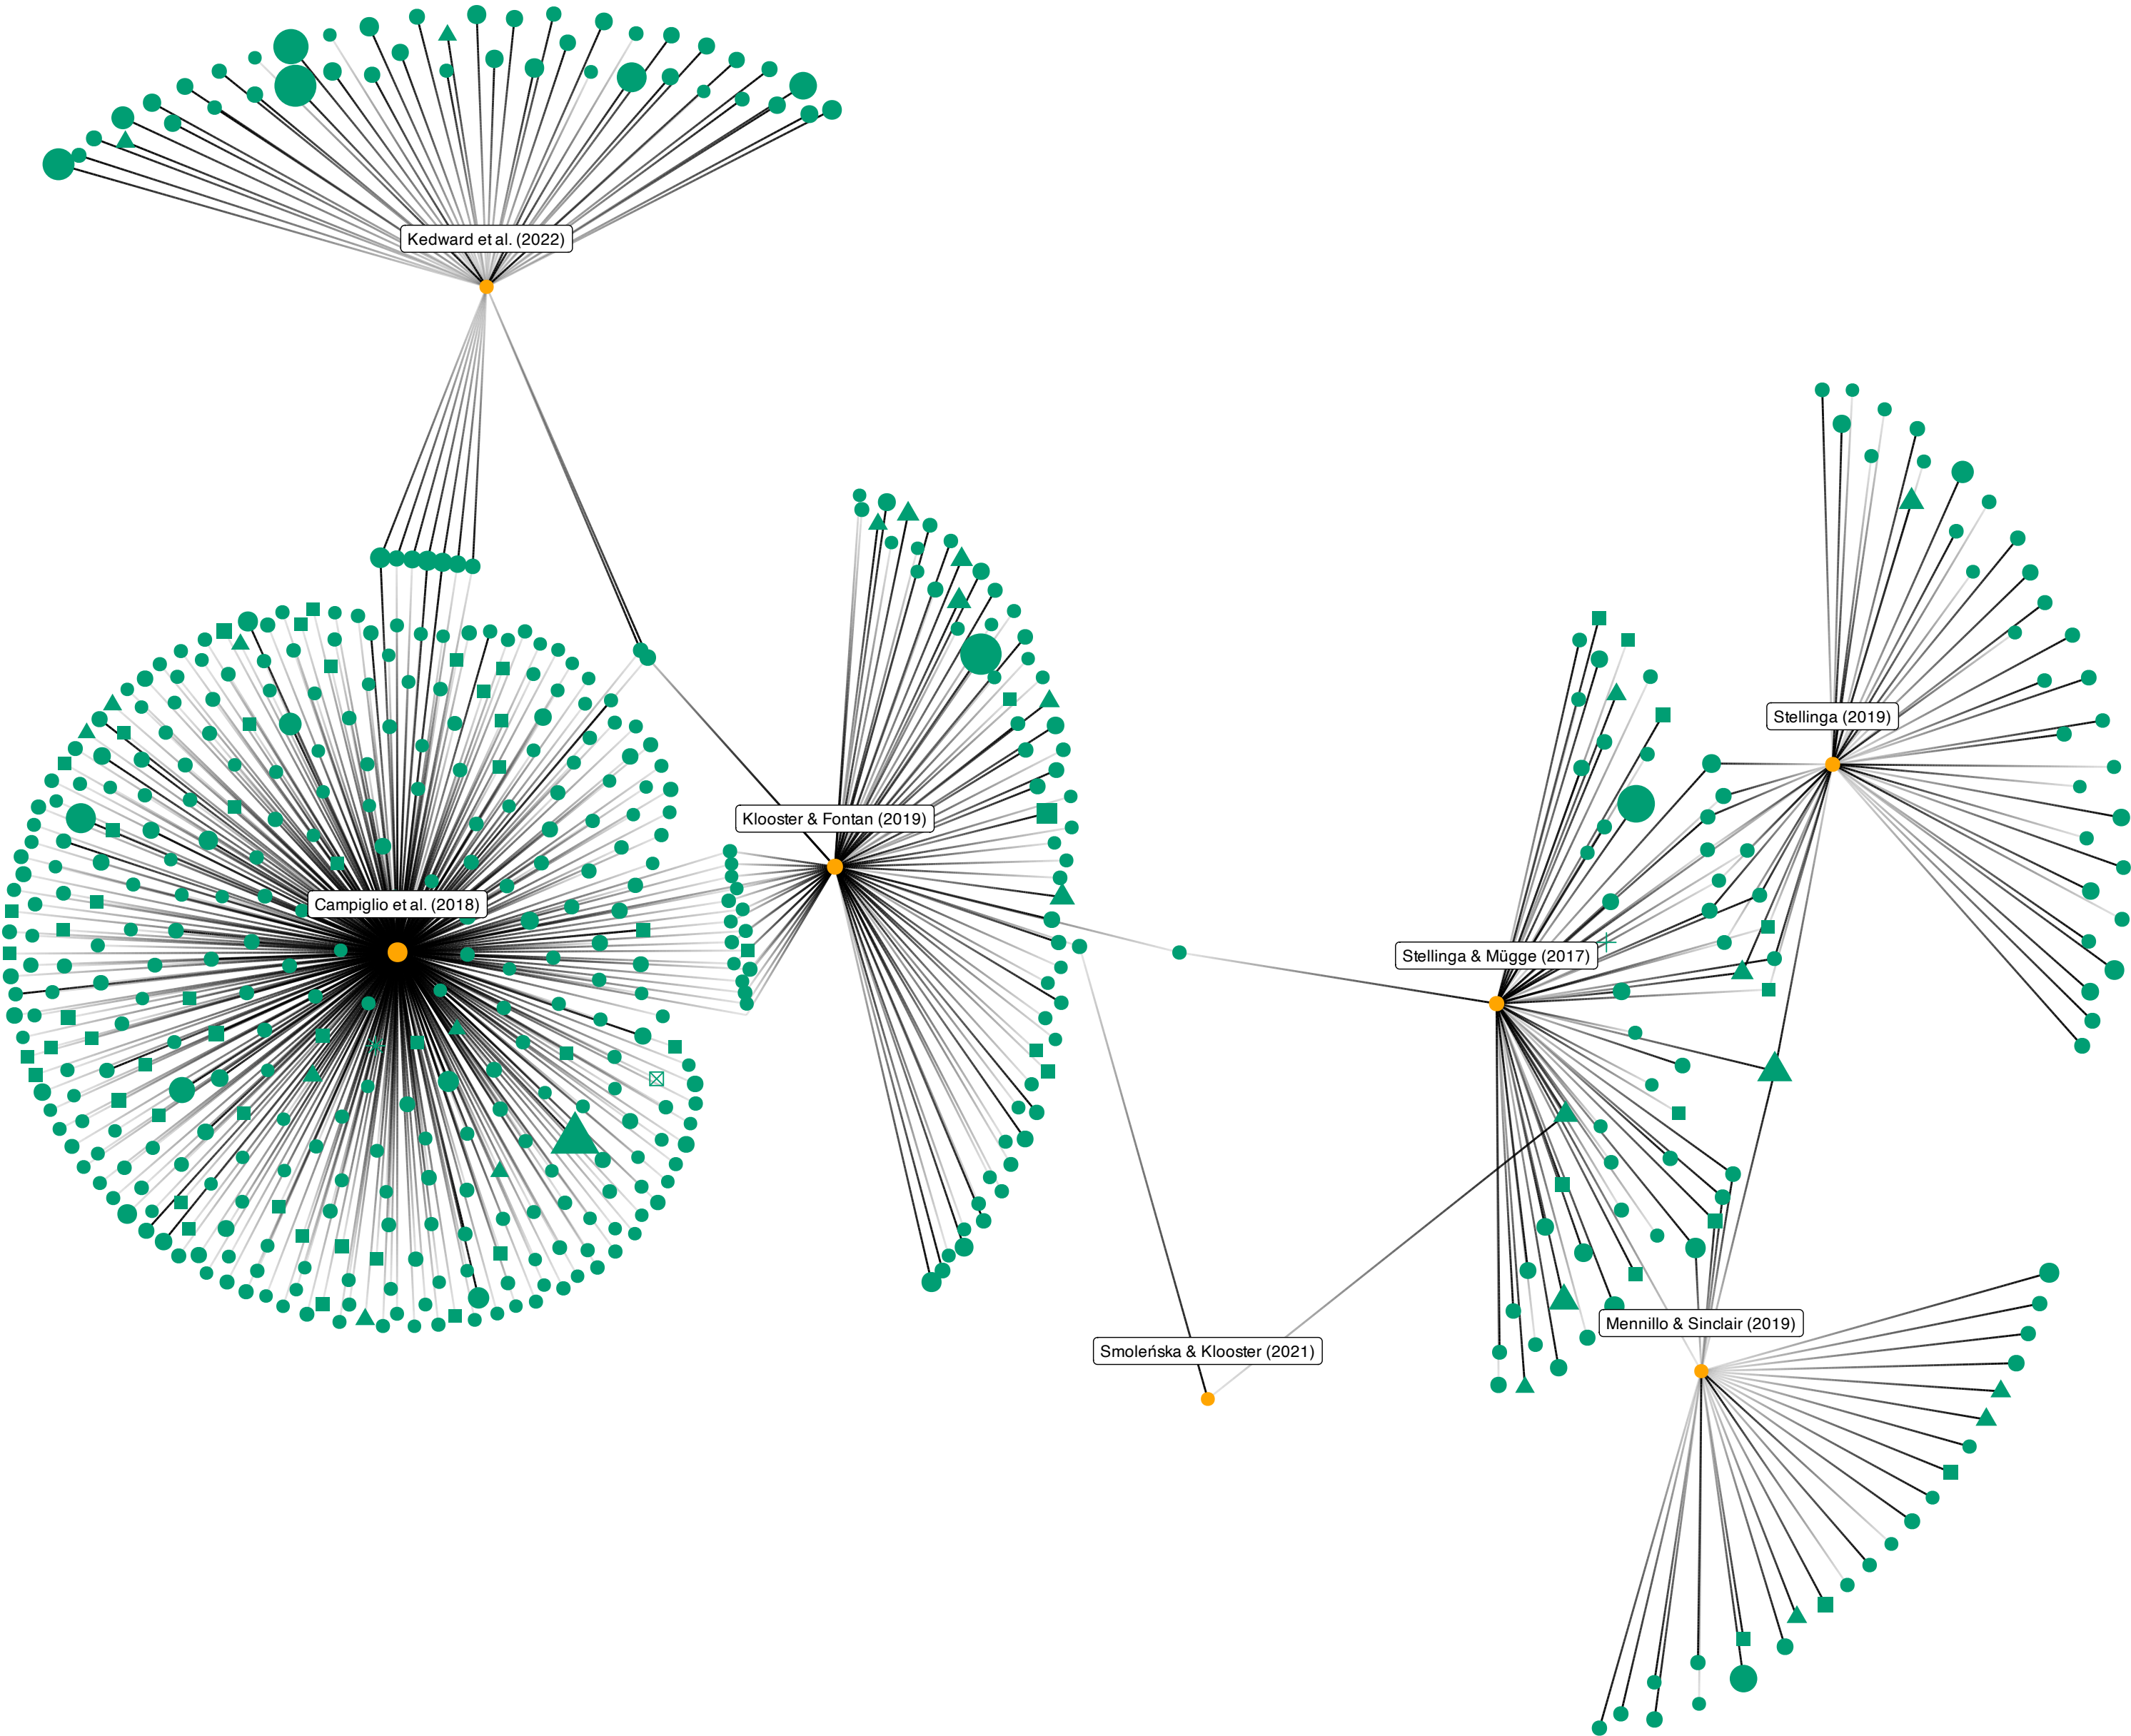 Kedward et al. (2022)
Stellinga (2019)
Klooster & Fontan (2019)
Campiglio et al. (2018)
Stellinga & Mügge (2017)
Mennillo & Sinclair (2019)
Smoleńska & Klooster (2021)